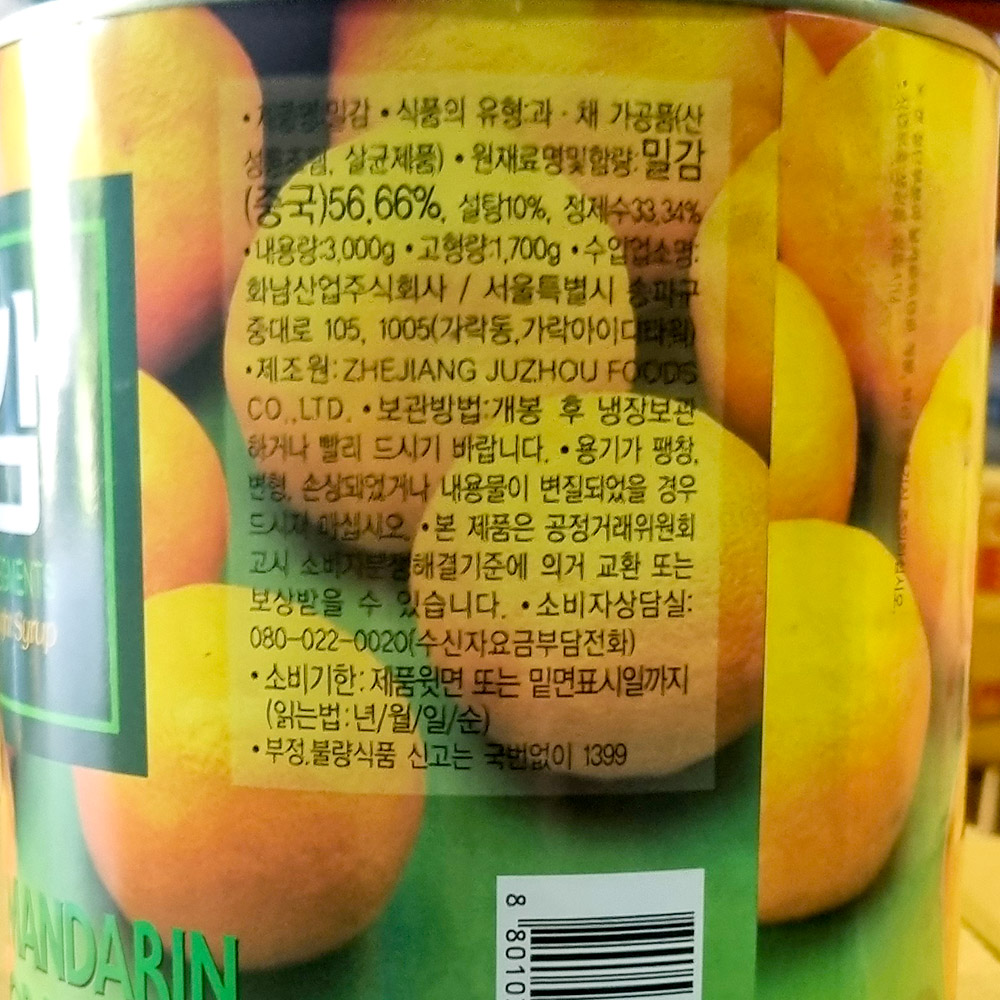 • 제품명:밀감 • 식품의 유형:과 · 채 가공품(산
성통조림, 살균제품) • 원재료명및함량:밀감
(중국)56.66%, 설탕10%, 정제수33.34%
• 내용량:3,000g • 고형량:1,700g • 수입업소명:
화남산업주식회사 / 서울특별시 송파구
중대로 105, 1005(가락동,가락아이디타워)
• 제조원: ZHEJIANG JUZHOU FOODS
CO.,LTD. • 보관방법:개봉 후 냉장보관
하거나 빨리 드시기 바랍니다. • 용기가 팽창,
변형, 손상되었거나 내용물이 변질되었을 경우
드시지 마십시오. • 본 제품은 공정거래위원회
고시 소비자분쟁해결기준에 의거 교환 또는
보상받을 수 있습니다. • 소비자상담실:
080-022-0020(수신자요금부담전화)
• 소비기한: 제품윗면 또는 밑면표시일까지
(읽는법:년/월/일/순)
• 부정,불량식품 신고는 국번없이 1399
Syrup
MANDARIN
8 8010